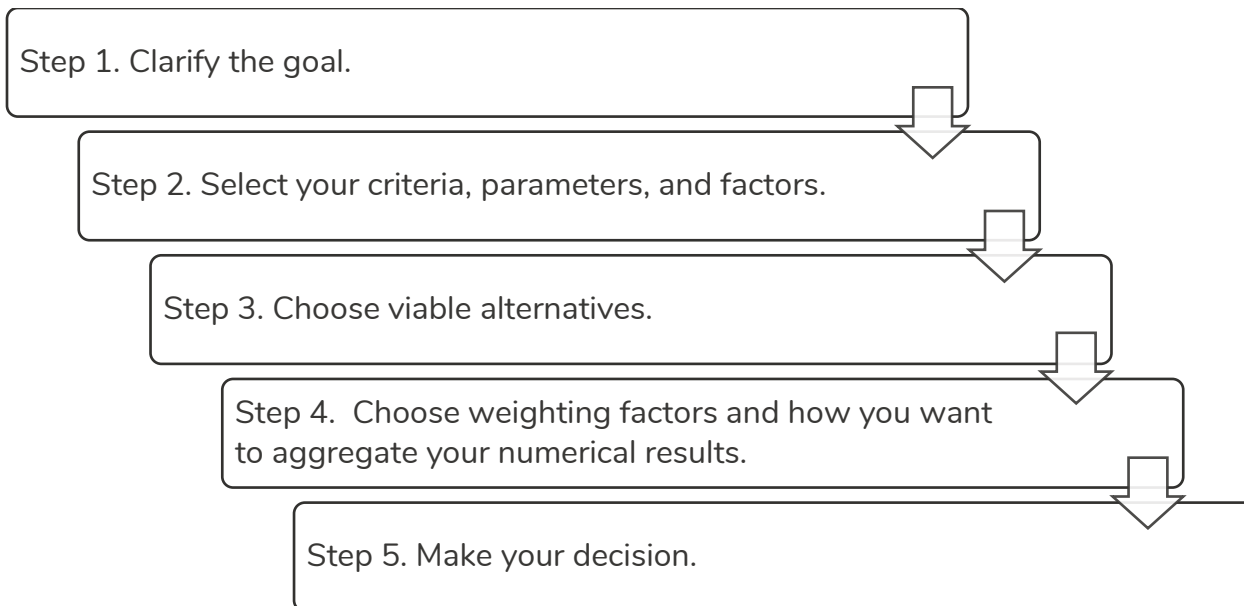 Step 1. Clarify the goal.
Step 2. Select your criteria, parameters, and factors.
Step 3. Choose viable alternatives.
Step 4.  Choose weighting factors and how you want
to aggregate your numerical results.
Step 5. Make your decision.